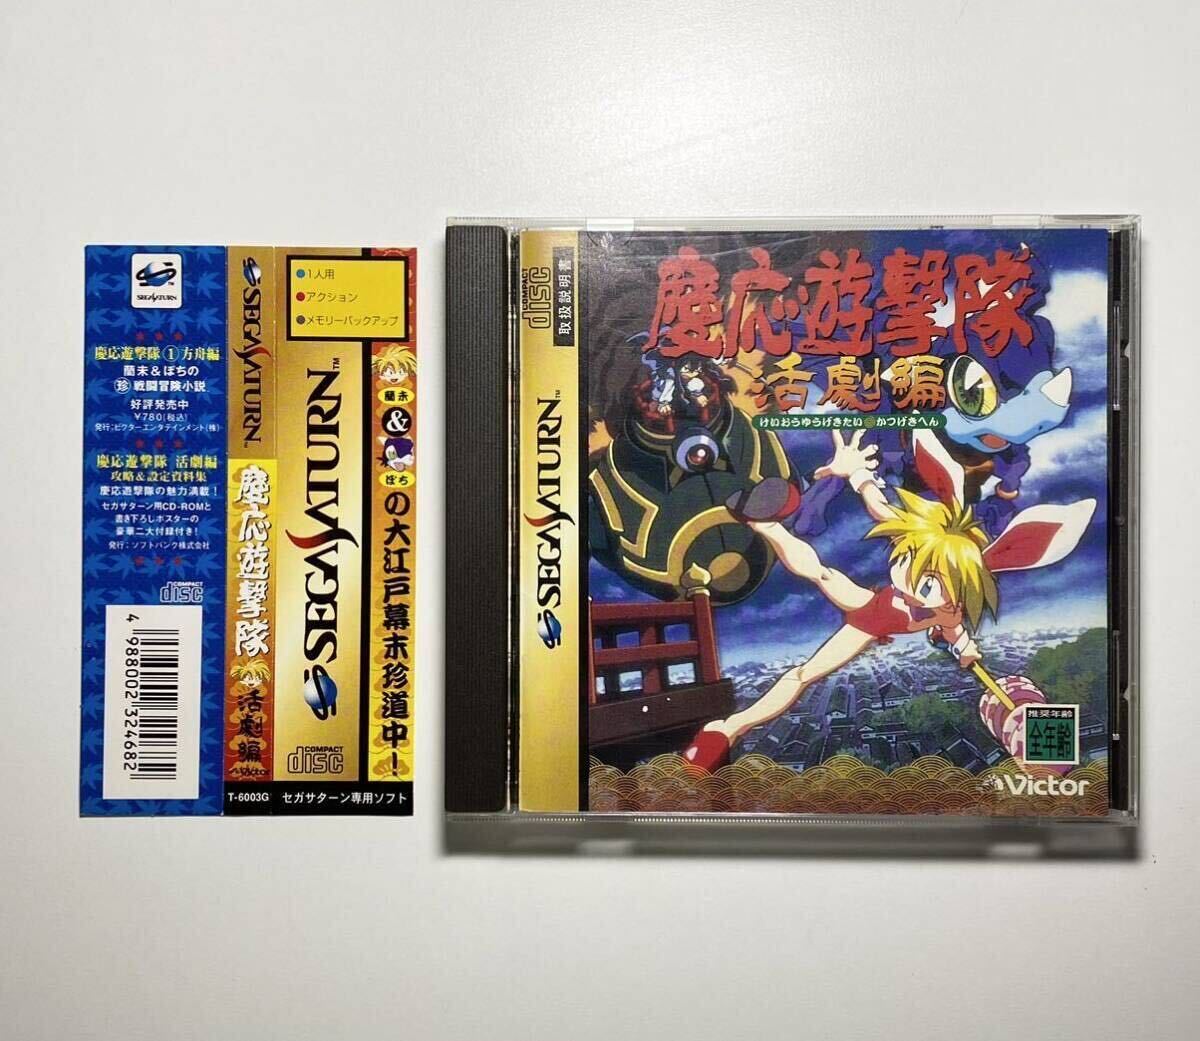 SEGA SATURN
TM
慶応遊撃隊①方舟編
蘭未&ぽちの
珍戦闘冒険小説
好評発売中
¥780(税込)
発行:ビクターエンタテインメント(株)
慶応遊撃隊 活劇編
攻略&設定資料集
慶応遊撃隊の魅力満載!
セガサターン用CD-ROMと
書き下ろしポスターの
豪華二大付録付き!
発行:ソフトバンク株式会社
COMPACT
disc
4 988002 324682
SEGA SATURN
TM
慶応遊撃隊
活劇編
Victor
T-6003G
1人用
アクション
メモリーバックアップ
SEGA SATURN
TM
COMPACT
disc
セガサターン専用ソフト
蘭未
&
ぽち
の大江戸幕末珍道中!
COMPACT
disc
取扱説明書
SEGA SATURN
TM
慶応遊撃隊
活劇編
けいおうゆうげきたい かつげきへん
推奨年齢
全年齢
Victor